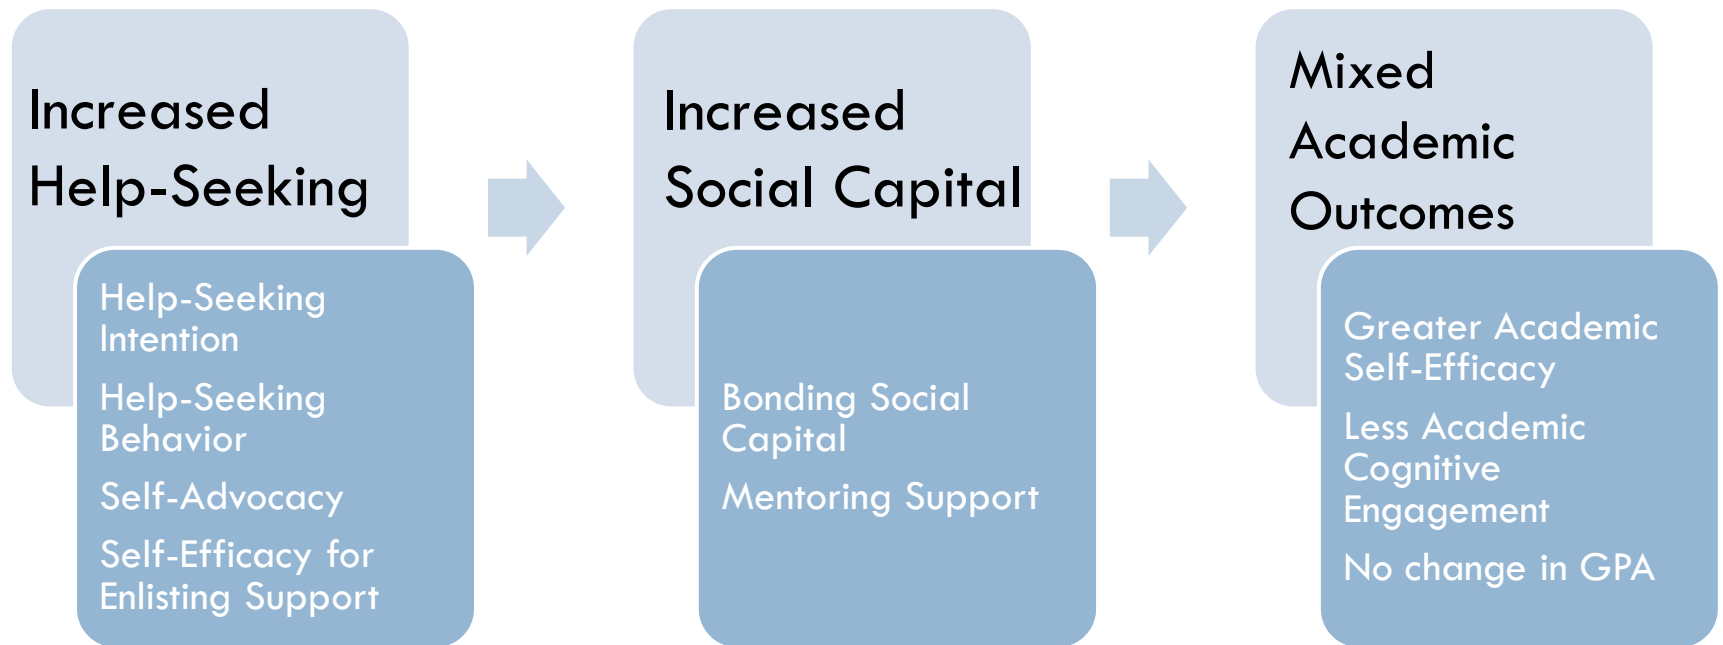 Increased
Help-Seeking
Help-Seeking
Intention
Help-Seeking
Behavior
Self-Advocacy
Self-Efficacy for
Enlisting Support
Increased
Social Capital
Bonding Social
Capital
Mentoring Support
Mixed
Academic
Outcomes
Greater Academic
Self-Efficacy
Less Academic
Cognitive
Engagement
No change in GPA